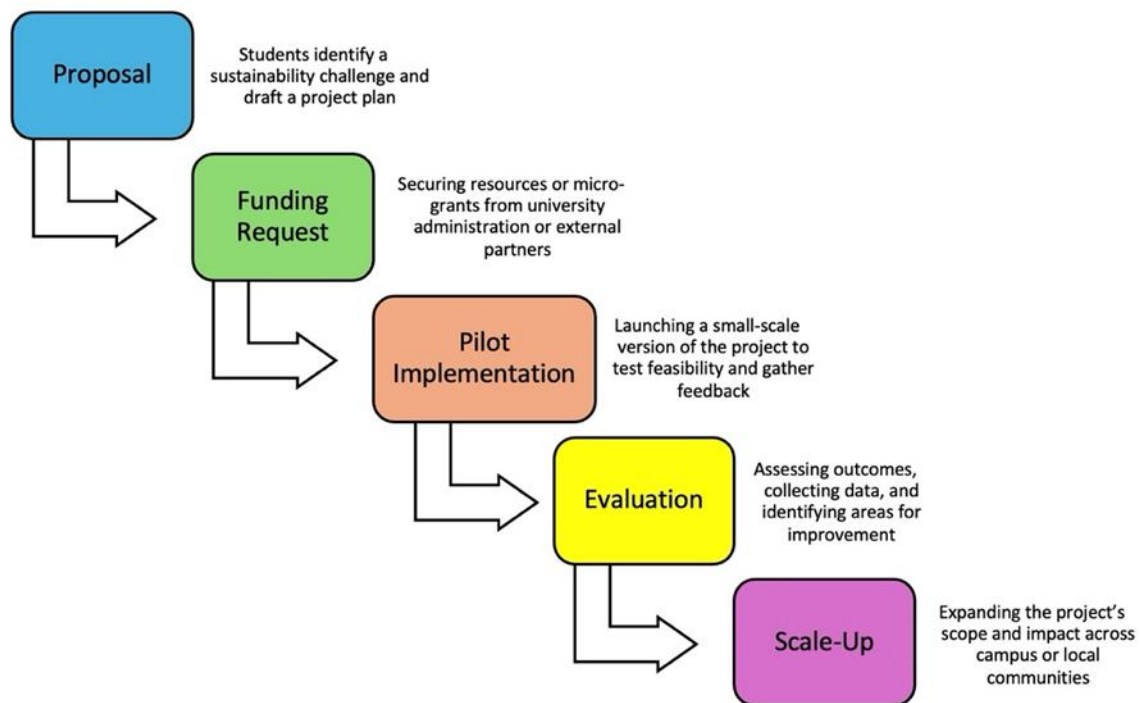 Proposal
Students identify a
sustainability challenge and
draft a project plan
Funding
Request
Securing resources or micro-
grants from university
administration or external
partners
Pilot
Implementation
Launching a small-scale
version of the project to
test feasibility and gather
feedback
Evaluation
Assessing outcomes,
collecting data, and
identifying areas for
improvement
Scale-Up
Expanding the project’s
scope and impact across
campus or local
communities